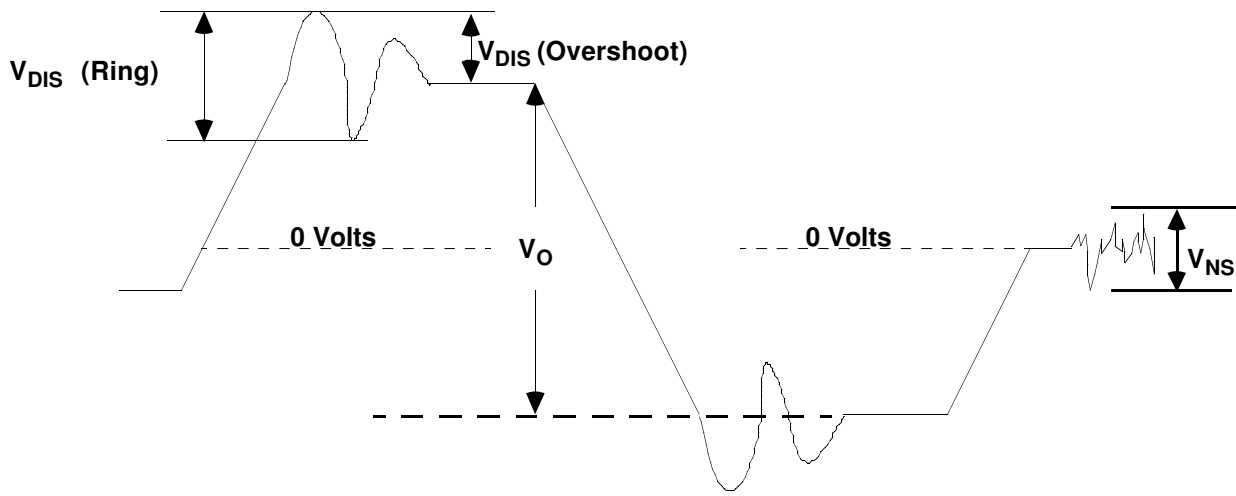 V_DIS (Overshoot)
V_DIS (Ring)
0 Volts
0 Volts
V_O
V_NS